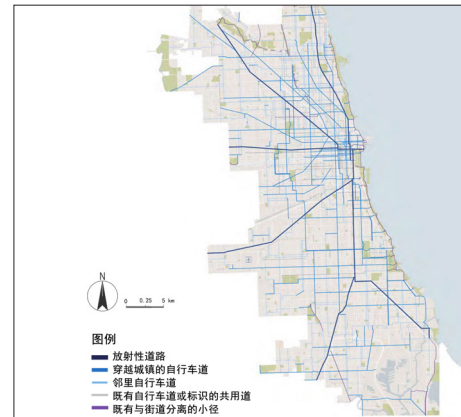 N
0 0.25 5 km
图例
放射性道路
穿越城镇的自行车道
邻里自行车道
既有自行车道或标识的共用道
既有与街道分离的小径